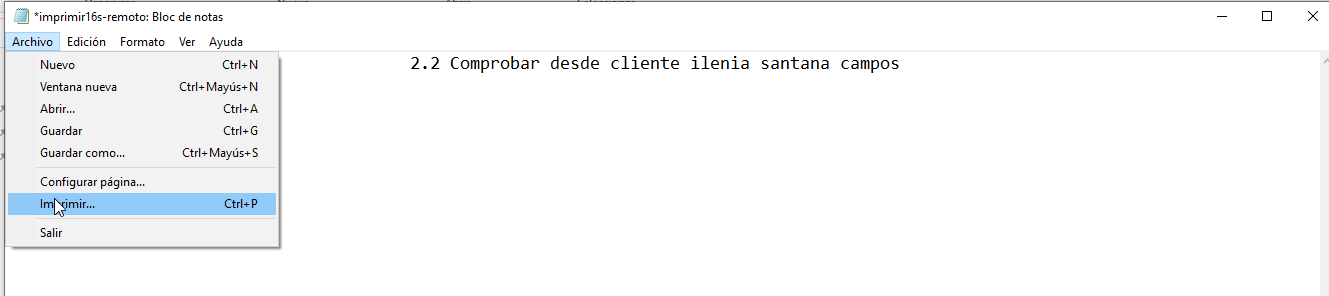 *imprimir16s-remoto: Bloc de notas
Archivo Edición Formato Ver Ayuda
Nuevo Ctrl+N
Ventana nueva Ctrl+Mayús+N
Abrir... Ctrl+A
Guardar Ctrl+G
Guardar como... Ctrl+Mayús+S
Configurar página...
Imprimir... Ctrl+P
Salir
2.2 Comprobar desde cliente ilenia santana campos